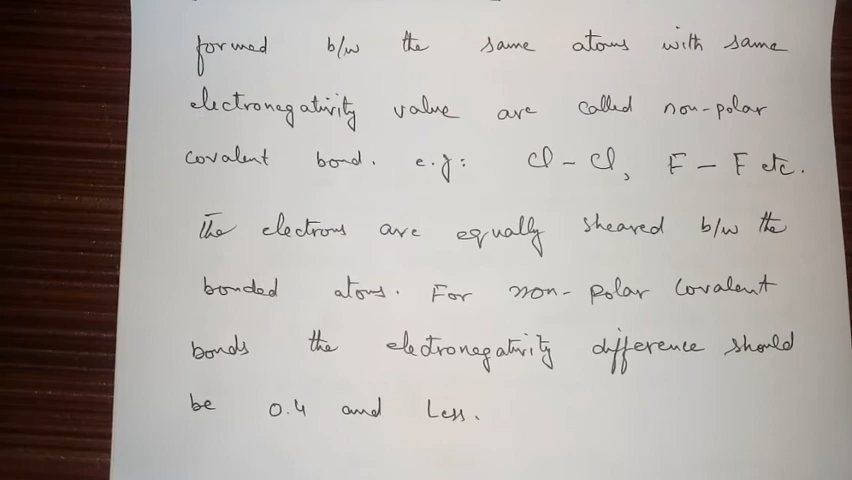 formed b/w the same atoms with same
electronegativity value are called non-polar
covalent bond. e.g: Cl - Cl, F - F etc.
The electrons are equally sheared b/w the
bonded atoms. For non-polar covalent
bonds the electronegativity difference should
be 0.4 and Less.